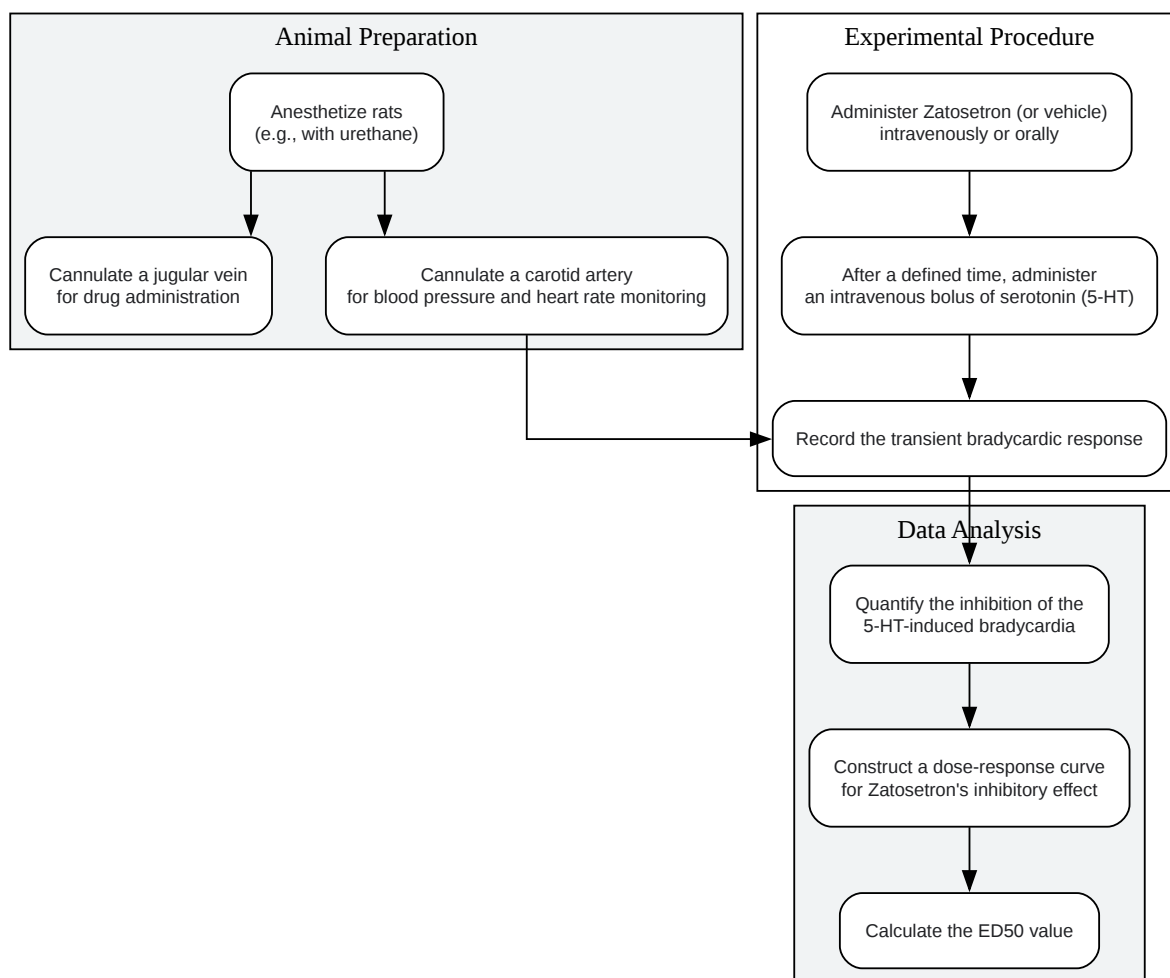 Animal Preparation
Anesthetize rats
(e.g., with urethane)
Cannulate a jugular vein
for drug administration
Cannulate a carotid artery
for blood pressure and heart rate monitoring
Experimental Procedure
Administer Zatosetron (or vehicle)
intravenously or orally
After a defined time, administer
an intravenous bolus of serotonin (5-HT)
Record the transient bradycardic response
Data Analysis
Quantify the inhibition of the
5-HT-induced bradycardia
Construct a dose-response curve
for Zatosetron's inhibitory effect
Calculate the ED50 value